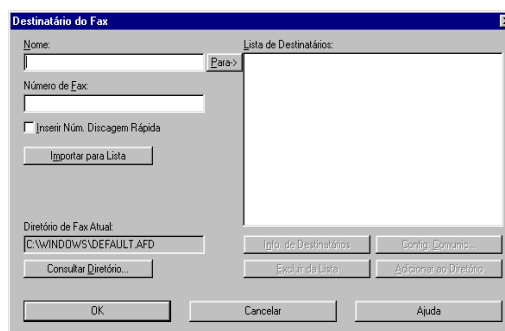 Destinatário do Fax
Nome:
Lista de Destinatários:
Para->
Número de Fax:
Inserir Núm. Discagem Rápida
Importar para Lista
Diretório de Fax Atual:
C:\WINDOWS\DEFAULT.AFD
Info. de Destinatários
Config. Comunic...
Consultar Diretório...
Excluir da Lista
Adicionar ao Diretório
OK
Cancelar
Ajuda